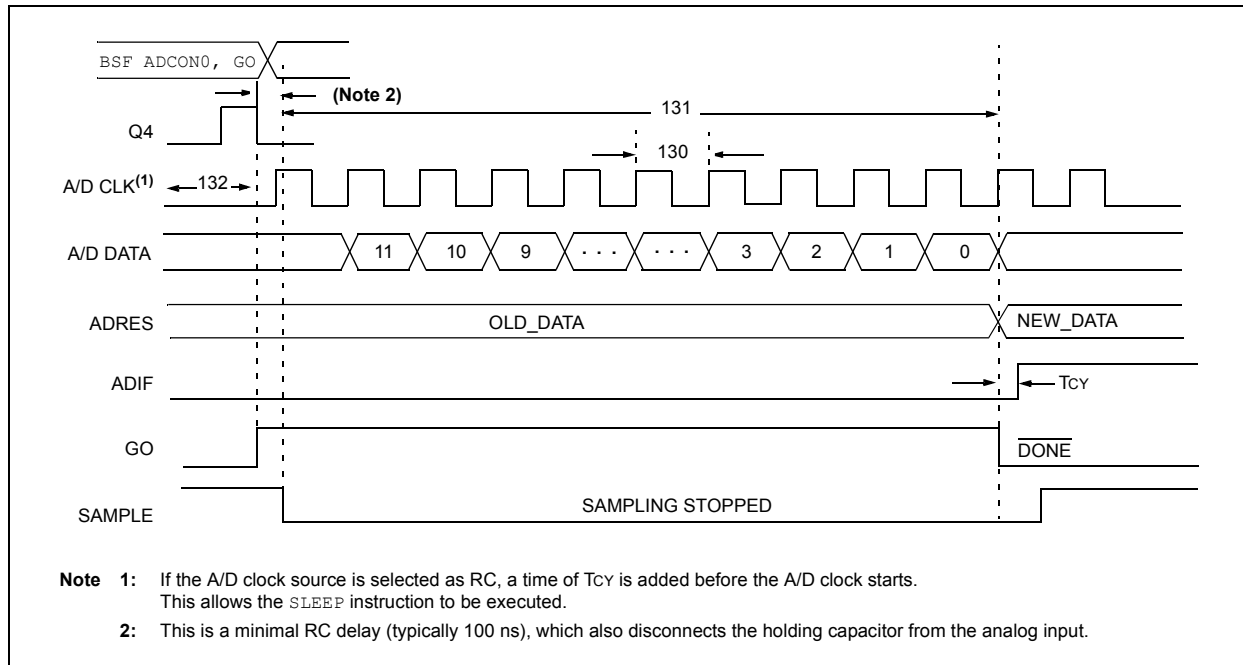 BSF ADCON0, GO
(Note 2)
131
Q4
130
A/D CLK(1)
132
A/D DATA
11 10 9 . . . . . . 3 2 1 0
ADRES
OLD_DATA
NEW_DATA
ADIF
TCY
GO
DONE
SAMPLE
SAMPLING STOPPED
Note 1: If the A/D clock source is selected as RC, a time of TCY is added before the A/D clock starts.
This allows the SLEEP instruction to be executed.
2: This is a minimal RC delay (typically 100 ns), which also disconnects the holding capacitor from the analog input.